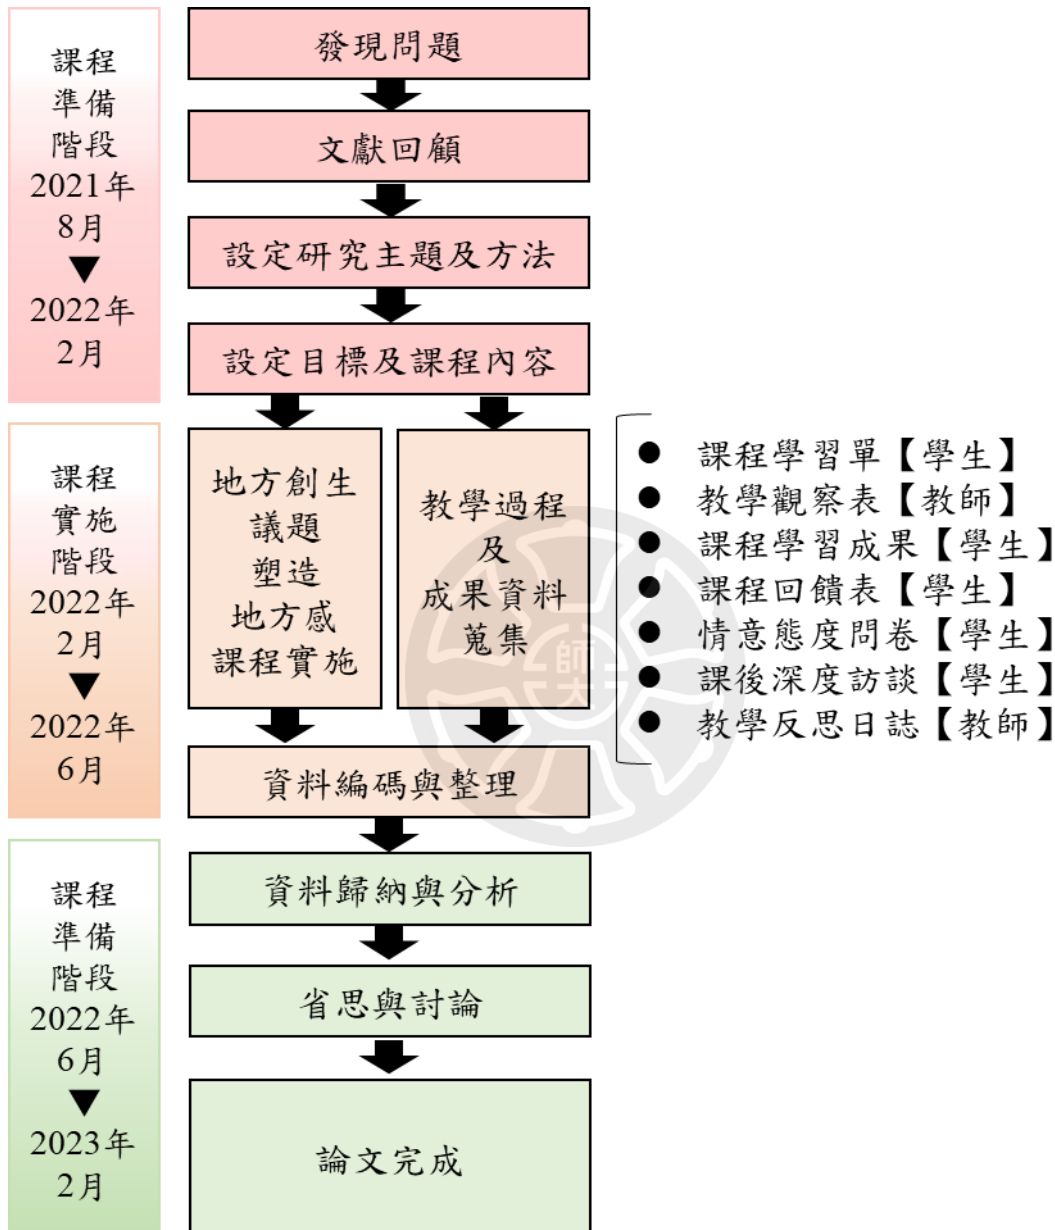 課程
準備
階段
2021年
8月
▼
2022年
2月
發現問題
文獻回顧
設定研究主題及方法
設定目標及課程內容
課程
實施
階段
2022年
2月
▼
2022年
6月
地方創生
議題
塑造
地方感
課程實施
教學過程
及
成果資料
蒐集
● 課程學習單【學生】
● 教學觀察表【教師】
● 課程學習成果【學生】
● 課程回饋表【學生】
● 情意態度問卷【學生】
● 課後深度訪談【學生】
● 教學反思日誌【教師】
資料編碼與整理
課程
準備
階段
2022年
6月
▼
2023年
2月
資料歸納與分析
省思與討論
論文完成
師大